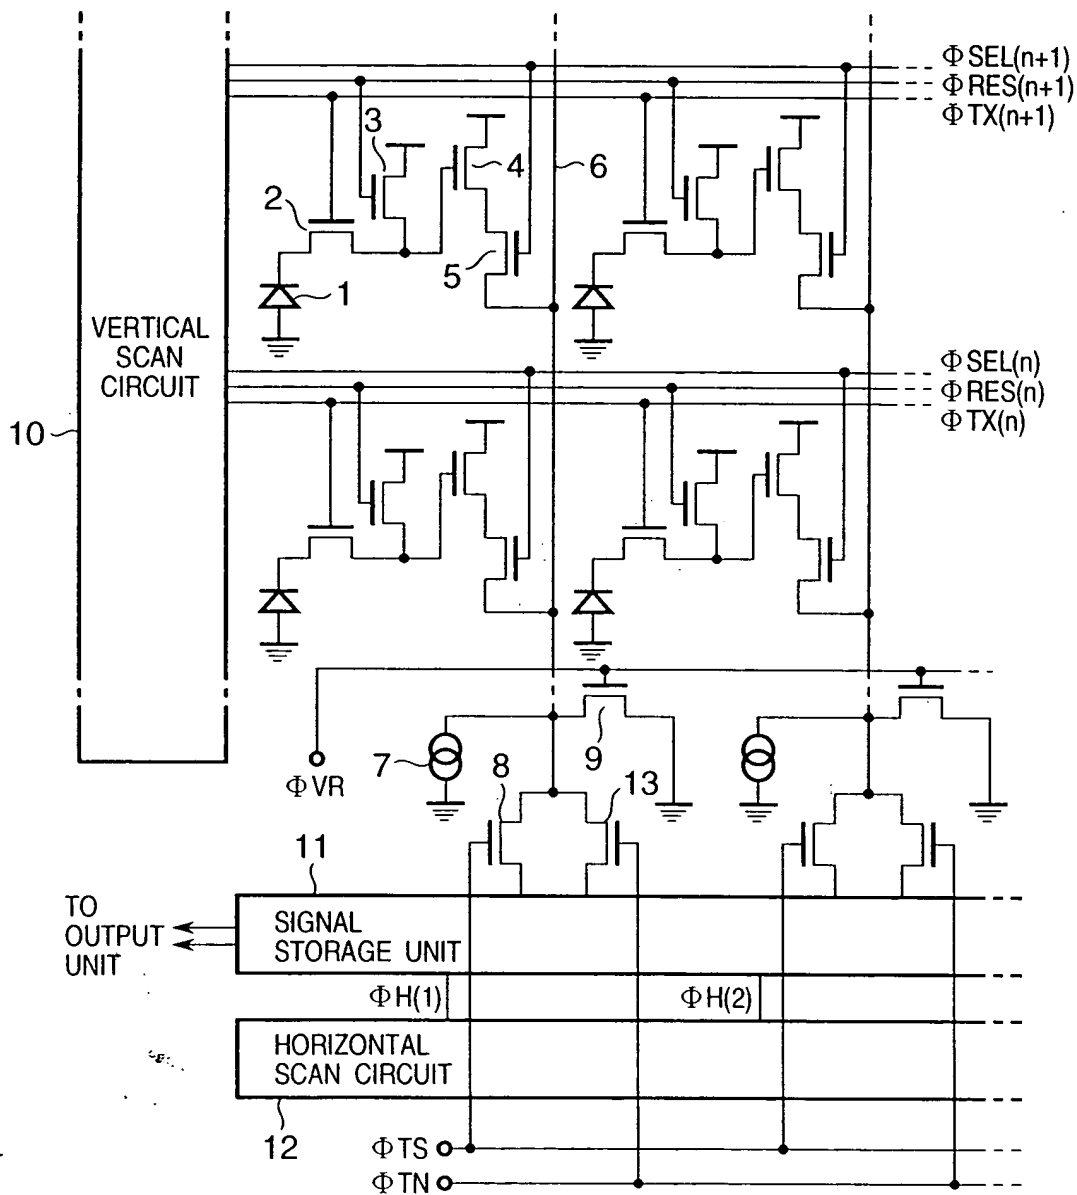 ΦSEL(n+1)
ΦRES(n+1)
ΦTX(n+1)
3
4
6
2
5
1
VERTICAL
SCAN
CIRCUIT
ΦSEL(n)
ΦRES(n)
ΦTX(n)
10
7
9
ΦVR
8
13
11
TO
OUTPUT
UNIT
SIGNAL
STORAGE UNIT
ΦH(1)
ΦH(2)
HORIZONTAL
SCAN CIRCUIT
12
ΦTS
ΦTN